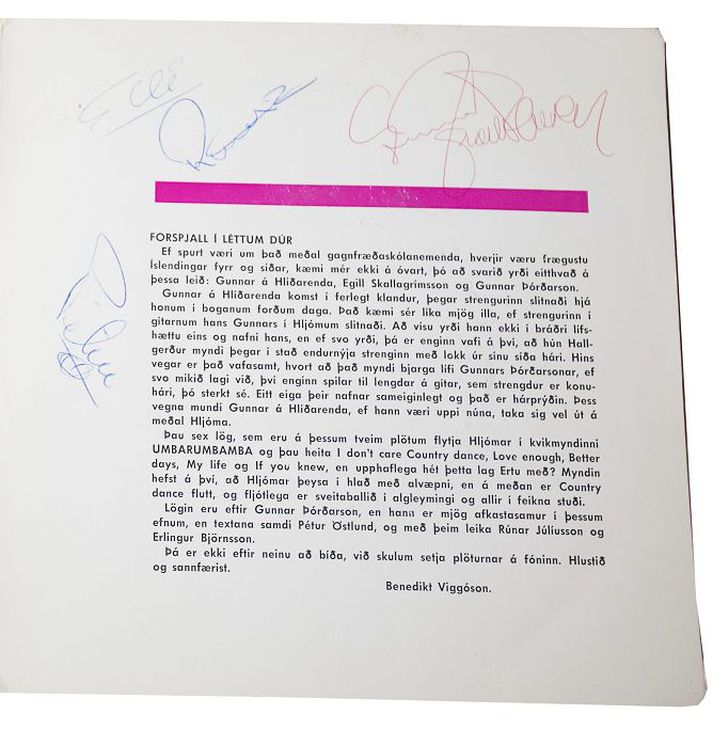 FORSPJALL Í LÉTTUM DÚR
Ef spurt væri um það meðal gagnfræðaskólanemenda, hverjir væru frægustu
Íslendingar fyrr og síðar, kæmi mér ekki á óvart, þó að svarið yrði eitthvað á
þessa leið: Gunnar á Hlíðarenda, Egill Skallagrímsson og Gunnar Þórðarson.
Gunnar á Hlíðarenda komst í ferlegt klandur, þegar strengurinn slitnaði hjá
honum í boganum forðum daga. Það kæmi sér líka mjög illa, ef strengurinn í
gítarnum hans Gunnars í Hljómum slitnaði. Að vísu yrði hann ekki í bráðri lífs-
hættu eins og nafni hans, en ef svo yrði, þá er enginn vafi á því, að hún Hall-
gerður myndi þegar í stað endurnýja strenginn með lokk úr sínu síða hári. Hins
vegar er það vafasamt, hvort að það myndi bjarga lífi Gunnars Þórðarsonar, ef
svo mikið lagi við, því enginn spilar til lengdar á gítar, sem strengdur er konu-
hári, þó sterkt sé. Eitt eiga þeir nafnar sameiginlegt og það er hárprýðin. Þess
vegna mundi Gunnar á Hlíðarenda, ef hann væri uppi núna, taka sig vel út á
meðal Hljóma.
Þau sex lög, sem eru á þessum tveim plötum flytja Hljómar í kvikmyndinni
UMBARUMBAMBA og þau heita I don't care Country dance, Love enough, Better
days, My life og If you knew, en upphaflega hét þetta lag Ertu með? Myndin
hefst á því, að Hljómar þeysa í hlað með alvæpni, en á meðan er Country
dance flutt, og fljótlega er sveitaballið í algleymingi og allir í feikna stuði.
Lögin eru eftir Gunnar Þórðarson, en hann er mjög afkastasamur í þessum
efnum, en textana samdi Pétur Östlund, og með þeim leika Rúnar Júlíusson og
Erlingur Björnsson.
Þá er ekki eftir neinu að bíða, við skulum setja plöturnar á fóninn. Hlustið
og sannfærist.
Benedikt Viggóson.